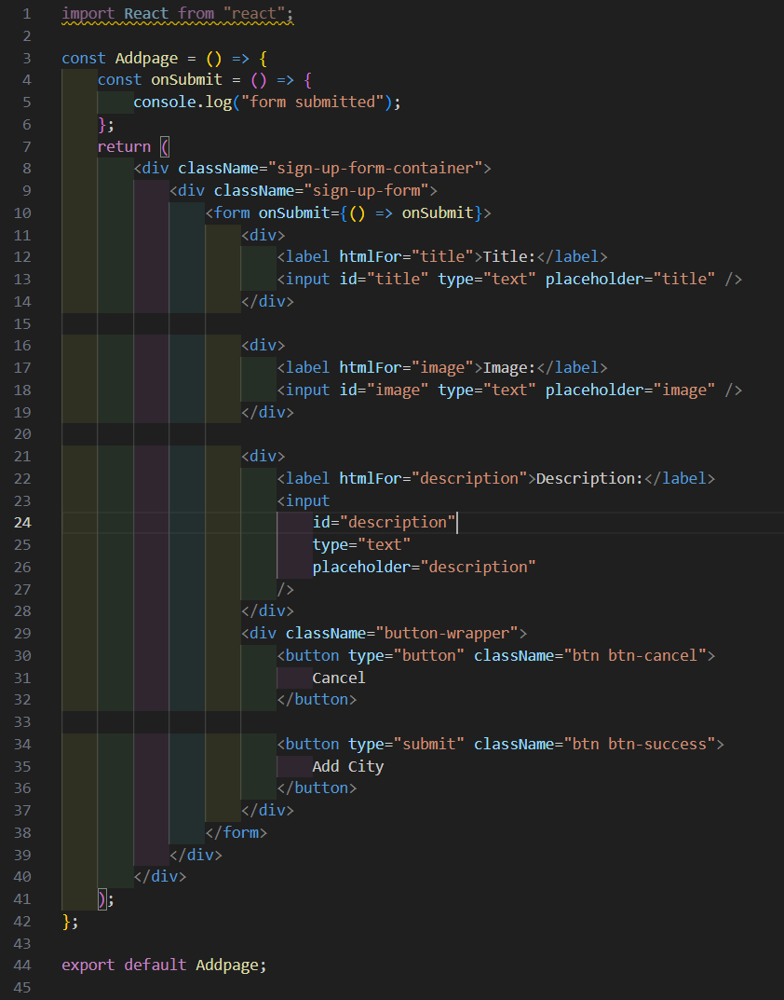 1 import React from "react";
2
3 const Addpage = () => {
4 const onSubmit = () => {
5 console.log("form submitted");
6 };
7 return (
8 <div className="sign-up-form-container">
9 <div className="sign-up-form">
10 <form onSubmit={() => onSubmit}>
11 <div>
12 <label htmlFor="title">Title:</label>
13 <input id="title" type="text" placeholder="title" />
14 </div>
15
16 <div>
17 <label htmlFor="image">Image:</label>
18 <input id="image" type="text" placeholder="image" />
19 </div>
20
21 <div>
22 <label htmlFor="description">Description:</label>
23 <input
24 id="description"
25 type="text"
26 placeholder="description"
27 />
28 </div>
29 <div className="button-wrapper">
30 <button type="button" className="btn btn-cancel">
31 Cancel
32 </button>
33
34 <button type="submit" className="btn btn-success">
35 Add City
36 </button>
37 </div>
38 </form>
39 </div>
40 </div>
41 );
42 };
43
44 export default Addpage;
45